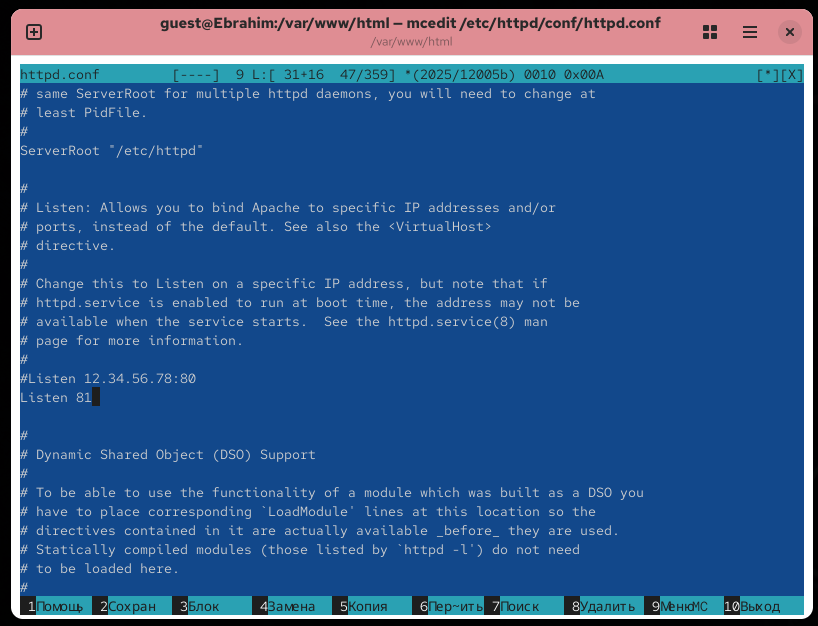 guest@Ebrahim:/var/www/html — mcedit /etc/httpd/conf/httpd.conf
/var/www/html
httpd.conf [----] 9 L:[ 31+16 47/359] *(2025/12005b) 0010 0x00A [*][X]
# same ServerRoot for multiple httpd daemons, you will need to change at
# least PidFile.
#
ServerRoot "/etc/httpd"
#
# Listen: Allows you to bind Apache to specific IP addresses and/or
# ports, instead of the default. See also the <VirtualHost>
# directive.
#
# Change this to Listen on a specific IP address, but note that if
# httpd.service is enabled to run at boot time, the address may not be
# available when the service starts.  See the httpd.service(8) man
# page for more information.
#
#Listen 12.34.56.78:80
Listen 81
#
# Dynamic Shared Object (DSO) Support
#
# To be able to use the functionality of a module which was built as a DSO you
# have to place corresponding `LoadModule' lines at this location so the
# directives contained in it are actually available _before_ they are used.
# Statically compiled modules (those listed by `httpd -l') do not need
# to be loaded here.
#
1Помощь 2Сохран 3Блок 4Замена 5Копия 6Пер~ить 7Поиск 8Удалить 9МенюMC 10Выход